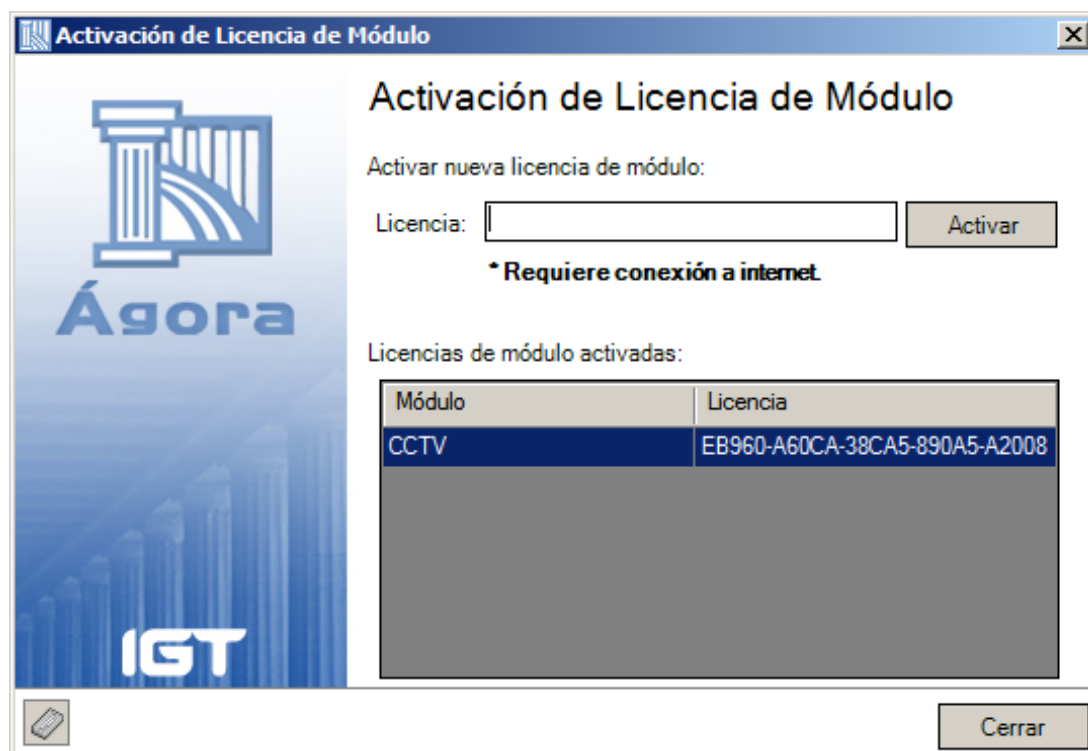 Activación de Licencia de Módulo
Activación de Licencia de Módulo
Activar nueva licencia de módulo:
Licencia:
Activar
* Requiere conexión a internet.
Ágora
Licencias de módulo activadas:
Módulo Licencia
CCTV EB960-A60CA-38CA5-890A5-A2008
IGT
Cerrar